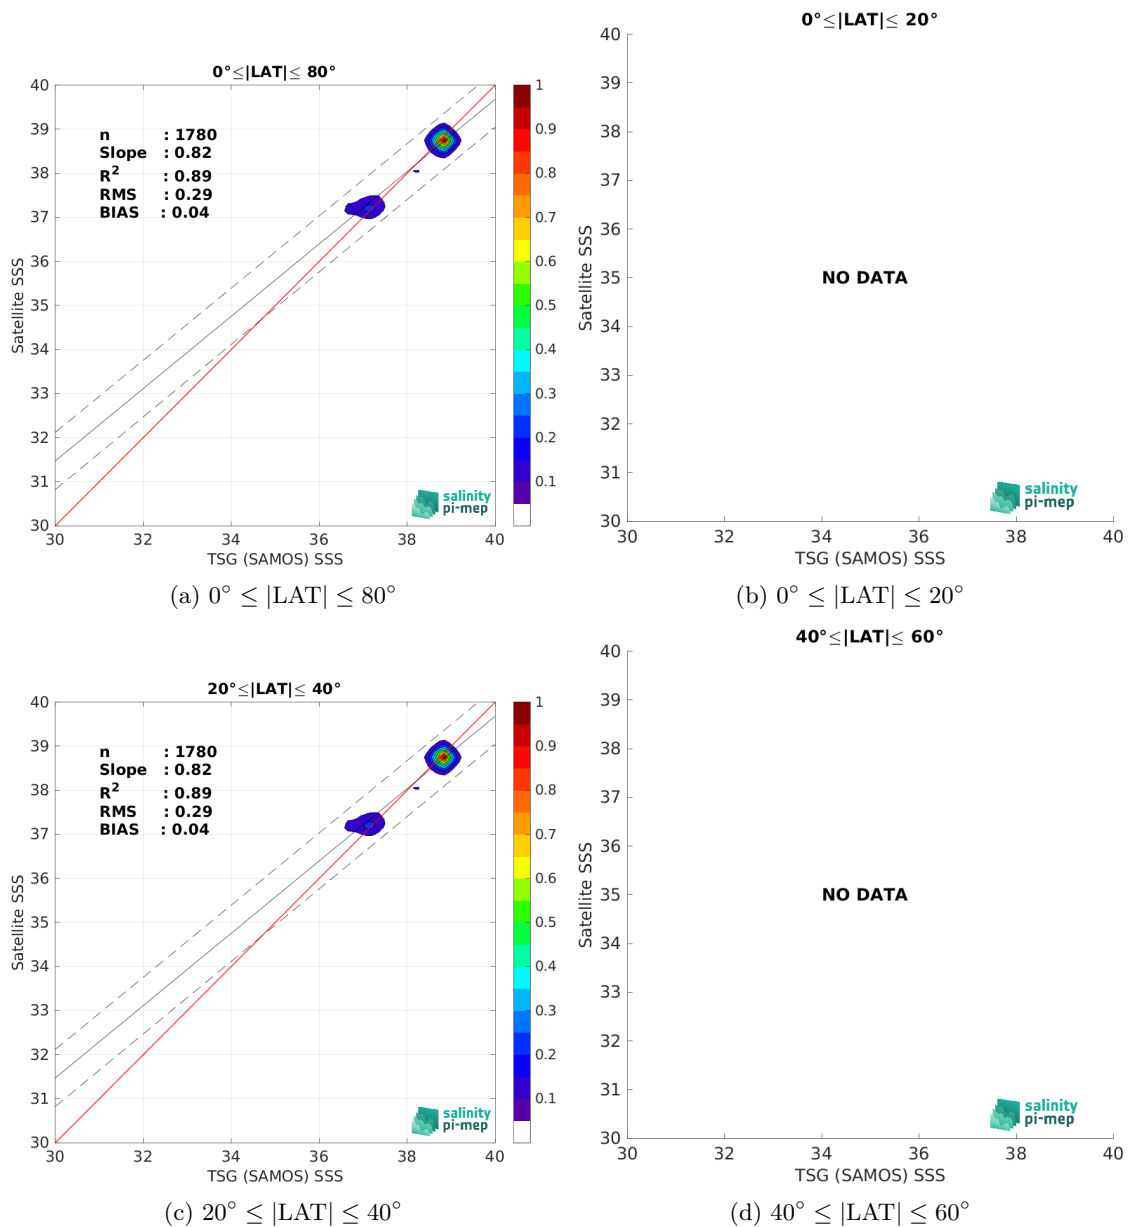 0°≤|LAT|≤ 80°
40
39
38
37
36
35
34
33
32
31
30
Satellite SSS
n : 1780
Slope : 0.82
R² : 0.89
RMS : 0.29
BIAS : 0.04
1
0.9
0.8
0.7
0.6
0.5
0.4
0.3
0.2
0.1
salinity
pi-mep
30 32 34 36 38 40
TSG (SAMOS) SSS
(a) 0° ≤ |LAT| ≤ 80°
0°≤|LAT|≤ 20°
40
39
38
37
36
35
34
33
32
31
30
Satellite SSS
NO DATA
salinity
pi-mep
30 32 34 36 38 40
TSG (SAMOS) SSS
(b) 0° ≤ |LAT| ≤ 20°
20°≤|LAT|≤ 40°
40
39
38
37
36
35
34
33
32
31
30
Satellite SSS
n : 1780
Slope : 0.82
R² : 0.89
RMS : 0.29
BIAS : 0.04
1
0.9
0.8
0.7
0.6
0.5
0.4
0.3
0.2
0.1
salinity
pi-mep
30 32 34 36 38 40
TSG (SAMOS) SSS
(c) 20° ≤ |LAT| ≤ 40°
40°≤|LAT|≤ 60°
40
39
38
37
36
35
34
33
32
31
30
Satellite SSS
NO DATA
salinity
pi-mep
30 32 34 36 38 40
TSG (SAMOS) SSS
(d) 40° ≤ |LAT| ≤ 60°